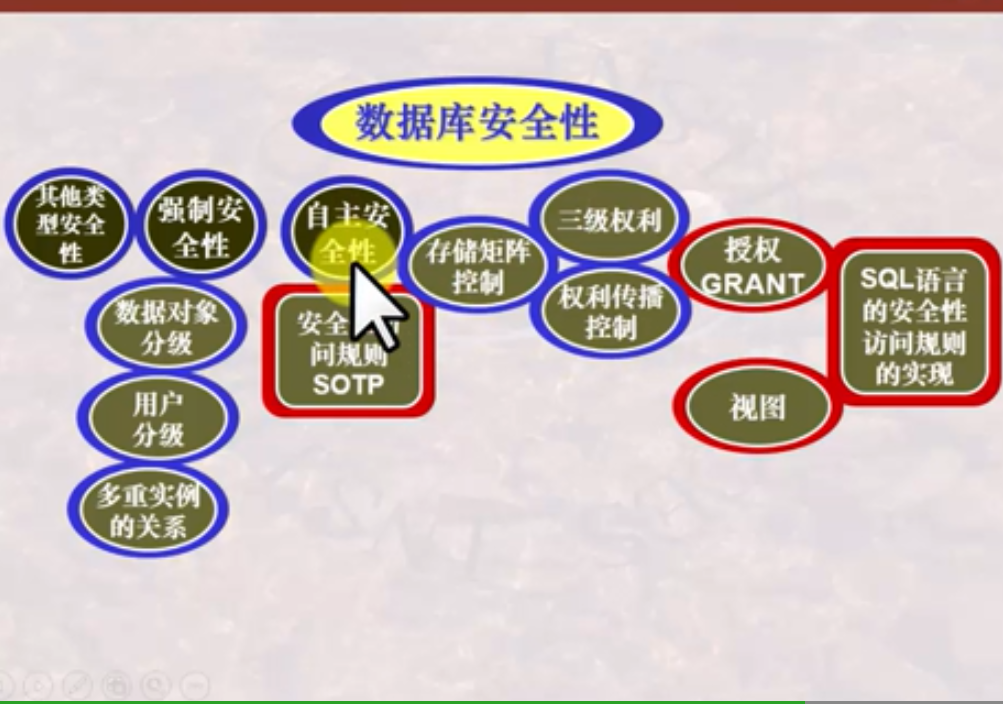 数据库安全性
其他类
型安全
性
强制安
全性
数据对象
分级
用户
分级
多重实例
的关系
自主安
全性
安全
问规则
SOTP
存储矩阵
控制
三级权利
权利传播
控制
授权
GRANT
视图
SQL语言
的安全性
访问规则
的实现